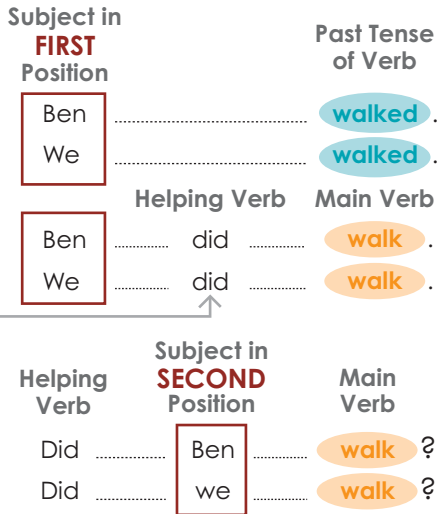 Subject in
FIRST
Position
Past Tense
of Verb
Ben ........................ walked .
We ........................ walked .
Helping Verb Main Verb
Ben ........ did ........ walk .
We ........ did ........ walk .
Helping
Verb
Subject in
SECOND
Position
Main
Verb
Did ........ Ben ........ walk ?
Did ........ we ........ walk ?